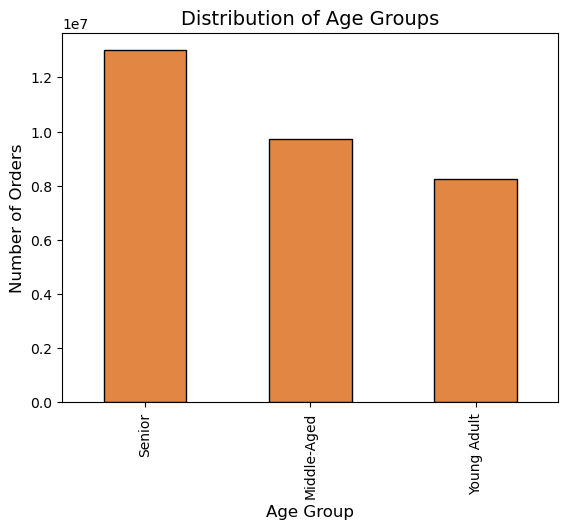 Distribution of Age Groups
1e7
1.2
1.0
0.8
0.6
0.4
0.2
0.0
Number of Orders
Senior
Middle-Aged
Young Adult
Age Group